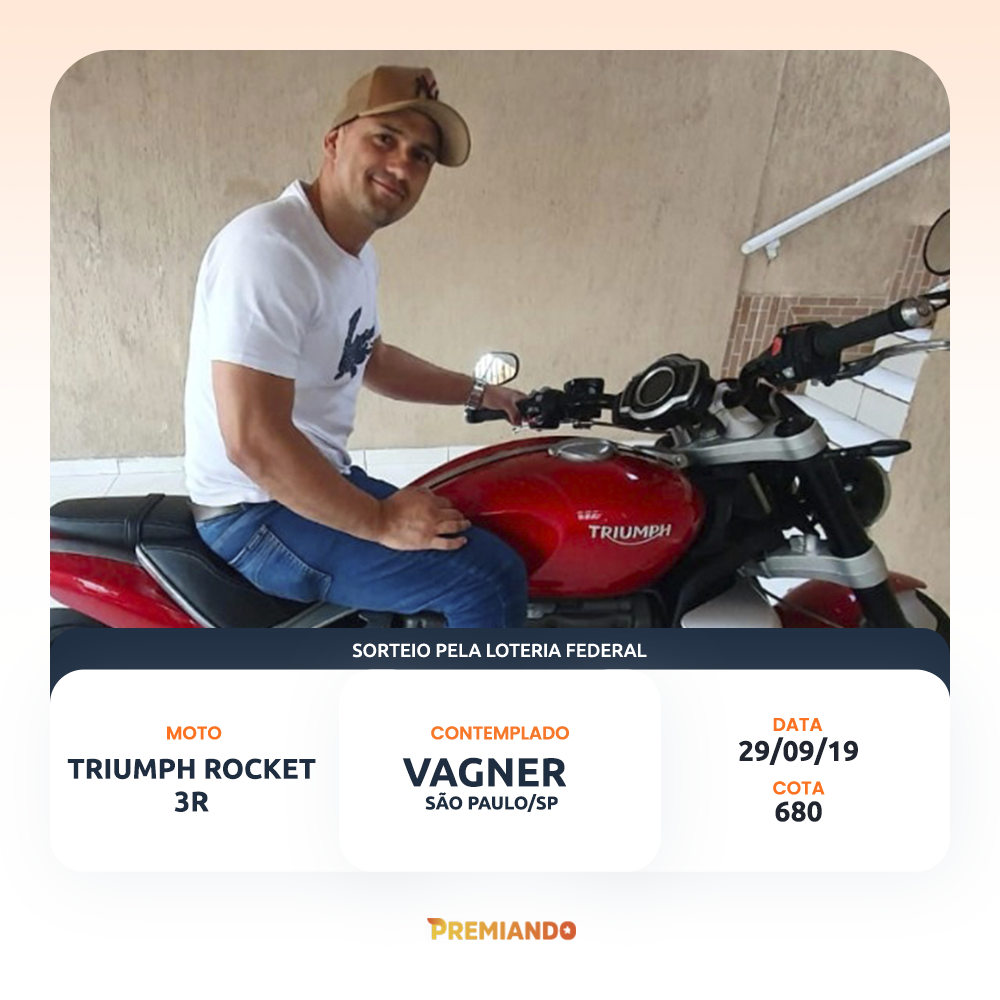 NY
TRIUMPH
SORTEIO PELA LOTERIA FEDERAL
MOTO
TRIUMPH ROCKET
3R
CONTEMPLADO
VAGNER
SÃO PAULO/SP
DATA
29/09/19
COTA
680
PREMIANDO